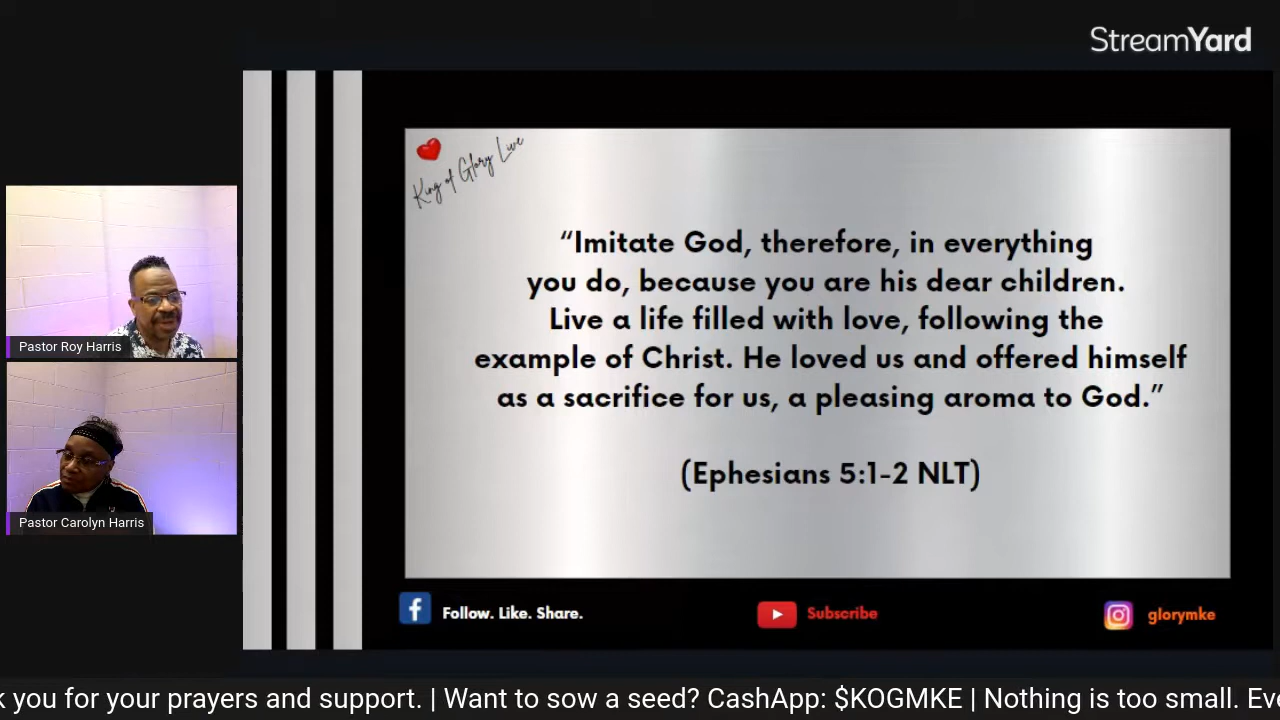 StreamYard
King of Glory Live
“Imitate God, therefore, in everything
you do, because you are his dear children.
Live a life filled with love, following the
example of Christ. He loved us and offered himself
as a sacrifice for us, a pleasing aroma to God.”
(Ephesians 5:1-2 NLT)
Pastor Roy Harris
Pastor Carolyn Harris
Follow. Like. Share.
Subscribe
glorymke
k you for your prayers and support. | Want to sow a seed? CashApp: $KOGMKE | Nothing is too small. Eve